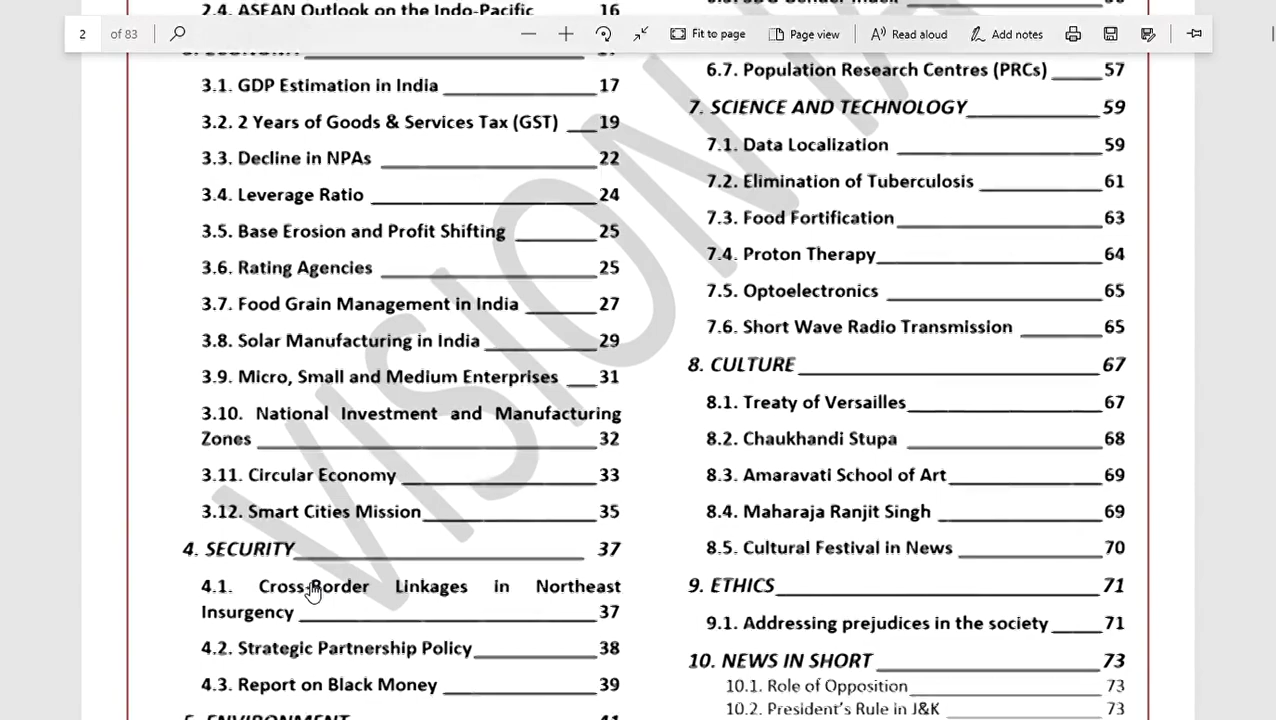 2.4. ASEAN Outlook on the Indo-Pacific 16
2 of 83 Fit to page Page view Read aloud Add notes
3.1. GDP Estimation in India 17
3.2. 2 Years of Goods & Services Tax (GST) 19
3.3. Decline in NPAs 22
3.4. Leverage Ratio 24
3.5. Base Erosion and Profit Shifting 25
3.6. Rating Agencies 25
3.7. Food Grain Management in India 27
3.8. Solar Manufacturing in India 29
3.9. Micro, Small and Medium Enterprises 31
3.10. National Investment and Manufacturing
Zones 32
3.11. Circular Economy 33
3.12. Smart Cities Mission 35
4. SECURITY 37
4.1. Cross-Border Linkages in Northeast
Insurgency 37
4.2. Strategic Partnership Policy 38
4.3. Report on Black Money 39
5. ENVIRONMENT 41
6.7. Population Research Centres (PRCs) 57
7. SCIENCE AND TECHNOLOGY 59
7.1. Data Localization 59
7.2. Elimination of Tuberculosis 61
7.3. Food Fortification 63
7.4. Proton Therapy 64
7.5. Optoelectronics 65
7.6. Short Wave Radio Transmission 65
8. CULTURE 67
8.1. Treaty of Versailles 67
8.2. Chaukhandi Stupa 68
8.3. Amaravati School of Art 69
8.4. Maharaja Ranjit Singh 69
8.5. Cultural Festival in News 70
9. ETHICS 71
9.1. Addressing prejudices in the society 71
10. NEWS IN SHORT 73
10.1. Role of Opposition 73
10.2. President's Rule in J&K 73
VISION